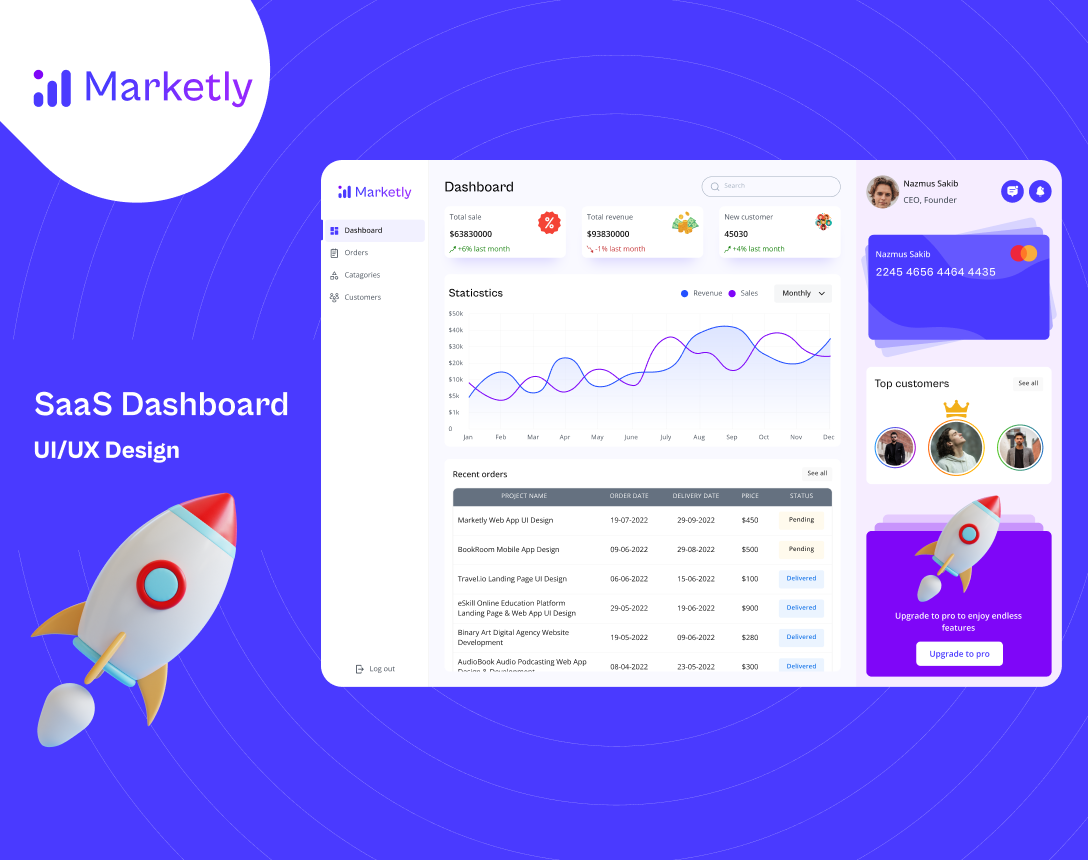 Marketly
SaaS Dashboard
UI/UX Design
Marketly
Dashboard
Orders
Catagories
Customers
Log out
Dashboard
Search
Total sale
$63830000
+6% last month
Total revenue
$93830000
-1% last month
New customer
45030
+4% last month
Staticstics
Revenue
Sales
Monthly
$50k
$40k
$30k
$20k
$10k
$5k
$1k
0
Jan Feb Mar Apr May June July Aug Sep Oct Nov Dec
Recent orders
See all
PROJECT NAME ORDER DATE DELIVERY DATE PRICE STATUS
Marketly Web App UI Design 19-07-2022 29-09-2022 $450 Pending
BookRoom Mobile App Design 09-06-2022 29-08-2022 $500 Pending
Travel.io Landing Page UI Design 06-06-2022 15-06-2022 $100 Delivered
eSkill Online Education Platform
Landing Page & Web App UI Design 29-05-2022 19-06-2022 $900 Delivered
Binary Art Digital Agency Website
Development 19-05-2022 09-06-2022 $280 Delivered
AudioBook Audio Podcasting Web App
Design & Development 08-04-2022 23-05-2022 $300 Delivered
Nazmus Sakib
CEO, Founder
Nazmus Sakib
2245 4656 4464 4435
Top customers
See all
Upgrade to pro to enjoy endless
features
Upgrade to pro